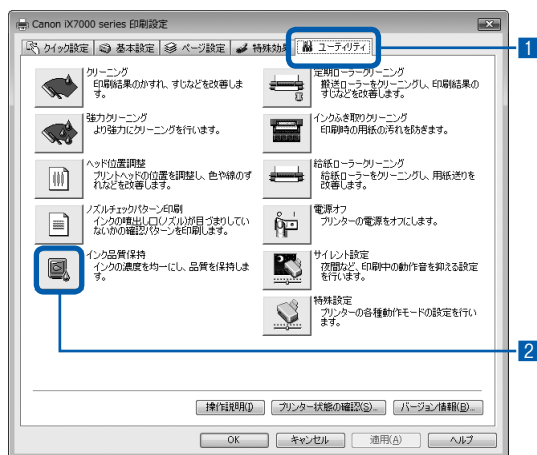 Canon iX7000 series 印刷設定
クイック設定 基本設定 ページ設定 特殊効果 ユーティリティ
1
クリーニング
印刷結果のかすれ、すじなどを改善しま
す。
強力クリーニング
より強力にクリーニングを行います。
ヘッド位置調整
プリントヘッドの位置を調整し、色や線のず
れなどを改善します。
ノズルチェックパターン印刷
インクの噴出し口(ノズル)が目づまりしてい
ないかの確認パターンを印刷します。
インク品質保持
インクの濃度を均一にし、品質を保持しま
す。
定期ローラークリーニング
搬送ローラーをクリーニングし、印刷結果の
すじなどを改善します。
インクふき取りクリーニング
印刷時の用紙の汚れを防ぎます。
給紙ローラークリーニング
給紙ローラーをクリーニングし、用紙送りを
改善します。
電源オフ
プリンターの電源をオフにします。
サイレント設定
夜間など、印刷中の動作音を抑える設定
を行います。
特殊設定
プリンターの各種動作モードの設定を行い
ます。
2
操作説明(I) プリンター状態の確認(S)... バージョン情報(B)...
OK キャンセル 適用(A) ヘルプ